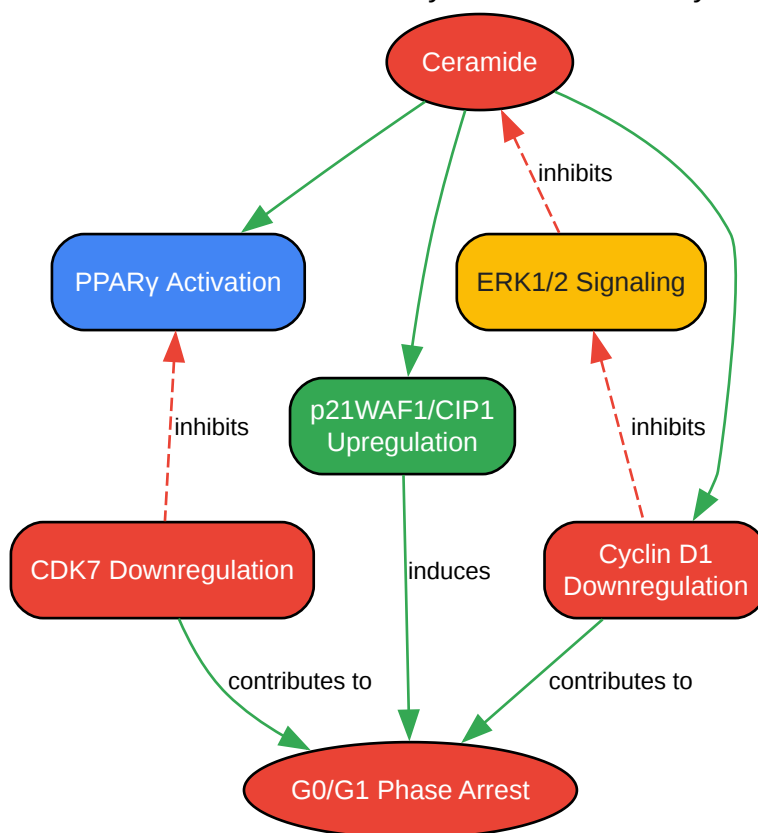 Ceramide
inhibits
PPARγ Activation
ERK1/2 Signaling
p21WAF1/CIP1
Upregulation
inhibits
inhibits
CDK7 Downregulation
induces
Cyclin D1
Downregulation
contributes to
contributes to
G0/G1 Phase Arrest